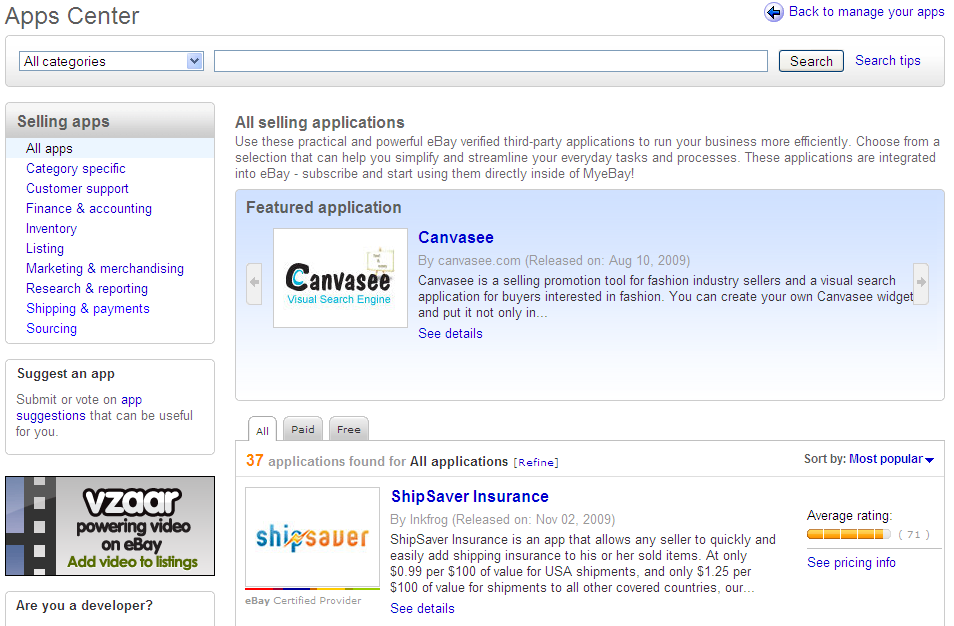 Apps Center
Back to manage your apps
All categories
Search
Search tips
Selling apps
All apps
Category specific
Customer support
Finance & accounting
Inventory
Listing
Marketing & merchandising
Research & reporting
Shipping & payments
Sourcing
Suggest an app
Submit or vote on app
suggestions that can be useful
for you.
vzaar
powering video
on eBay
Add video to listings
Are you a developer?
All selling applications
Use these practical and powerful eBay verified third-party applications to run your business more efficiently. Choose from a
selection that can help you simplify and streamline your everyday tasks and processes. These applications are integrated
into eBay - subscribe and start using them directly inside of MyeBay!
Featured application
Canvasee
Visual Search Engine
Canvasee
By canvasee.com (Released on: Aug 10, 2009)
Canvasee is a selling promotion tool for fashion industry sellers and a visual search
application for buyers interested in fashion. You can create your own Canvasee widget
and put it not only in...
See details
All
Paid
Free
37 applications found for All applications [Refine]
Sort by: Most popular
shipsaver
eBay Certified Provider
ShipSaver Insurance
By Inkfrog (Released on: Nov 02, 2009)
ShipSaver Insurance is an app that allows any seller to quickly and
easily add shipping insurance to his or her sold items. At only
$0.99 per $100 of value for USA shipments, and only $1.25 per
$100 of value for shipments to all other covered countries, our...
See details
Average rating:
( 71 )
See pricing info